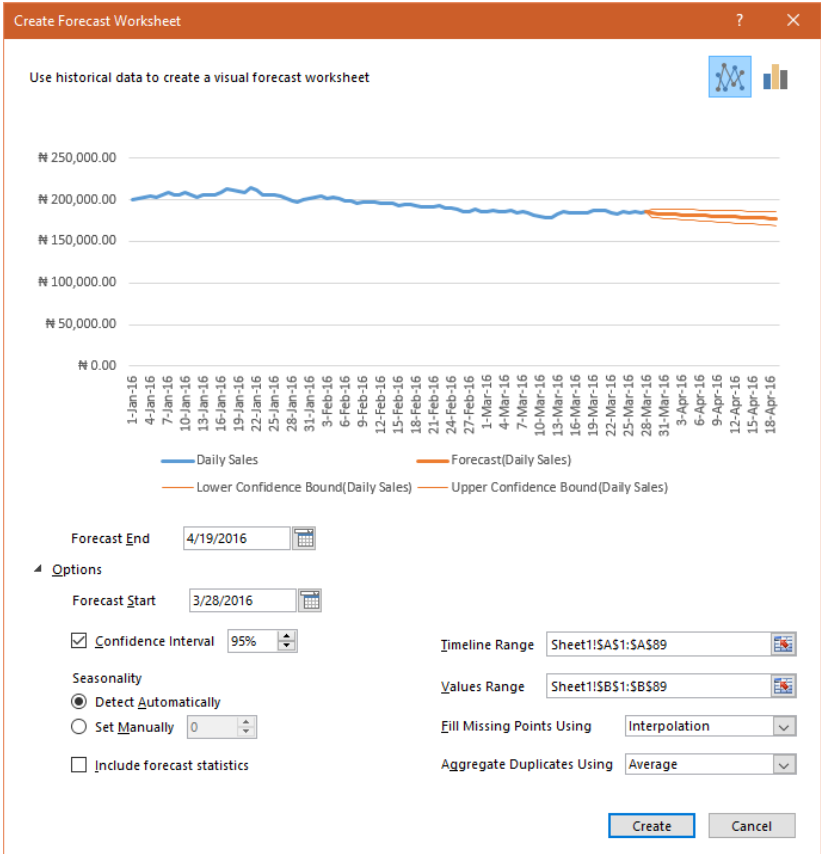 Create Forecast Worksheet ?
Use historical data to create a visual forecast worksheet
₦ 250,000.00
₦ 200,000.00
₦ 150,000.00
₦ 100,000.00
₦ 50,000.00
₦ 0.00
1-Jan-16
4-Jan-16
7-Jan-16
10-Jan-16
13-Jan-16
16-Jan-16
19-Jan-16
22-Jan-16
25-Jan-16
28-Jan-16
31-Jan-16
3-Feb-16
6-Feb-16
9-Feb-16
12-Feb-16
15-Feb-16
18-Feb-16
21-Feb-16
24-Feb-16
27-Feb-16
1-Mar-16
4-Mar-16
7-Mar-16
10-Mar-16
13-Mar-16
16-Mar-16
19-Mar-16
22-Mar-16
25-Mar-16
28-Mar-16
31-Mar-16
3-Apr-16
6-Apr-16
9-Apr-16
12-Apr-16
15-Apr-16
18-Apr-16
Daily Sales
Forecast(Daily Sales)
Lower Confidence Bound(Daily Sales)
Upper Confidence Bound(Daily Sales)
Forecast End 4/19/2016
Options
Forecast Start 3/28/2016
Confidence Interval 95%
Seasonality
Detect Automatically
Set Manually 0
Include forecast statistics
Timeline Range Sheet1!$A$1:$A$89
Values Range Sheet1!$B$1:$B$89
Fill Missing Points Using Interpolation
Aggregate Duplicates Using Average
Create Cancel